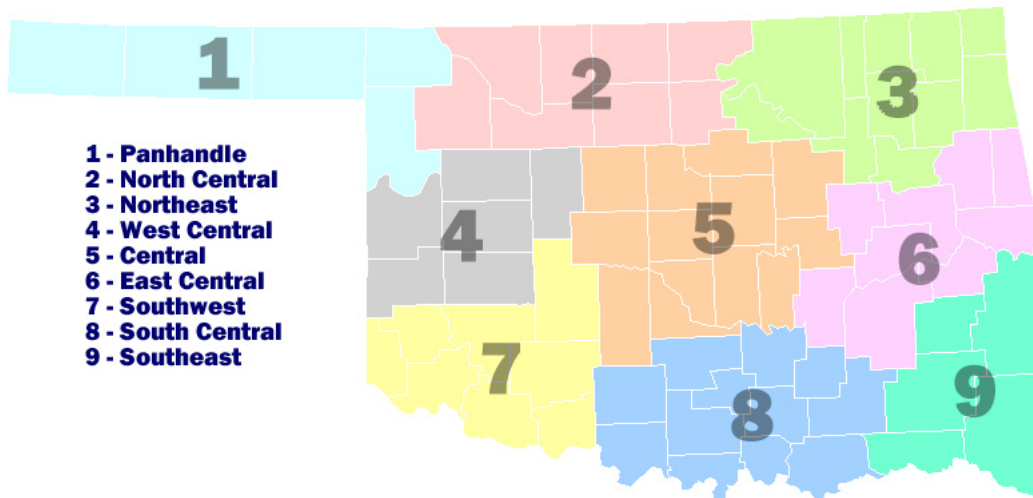 1
2
3
1 - Panhandle
2 - North Central
3 - Northeast
4 - West Central
5 - Central
6 - East Central
7 - Southwest
8 - South Central
9 - Southeast
4
5
6
7
8
9